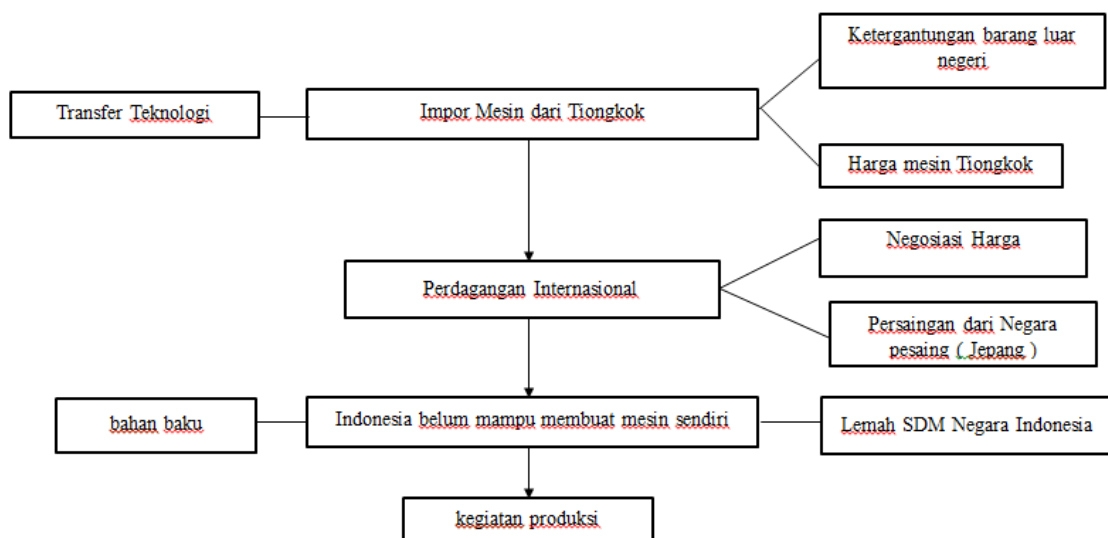 Ketergantungan barang luar
negeri
Transfer Teknologi
Impor Mesin dari Tiongkok
Harga mesin Tiongkok
Negosiasi Harga
Perdagangan Internasional
Persaingan dari Negara
pesaing ( Jepang )
bahan baku
Indonesia belum mampu membuat mesin sendiri
Lemah SDM Negara Indonesia
kegiatan produksi